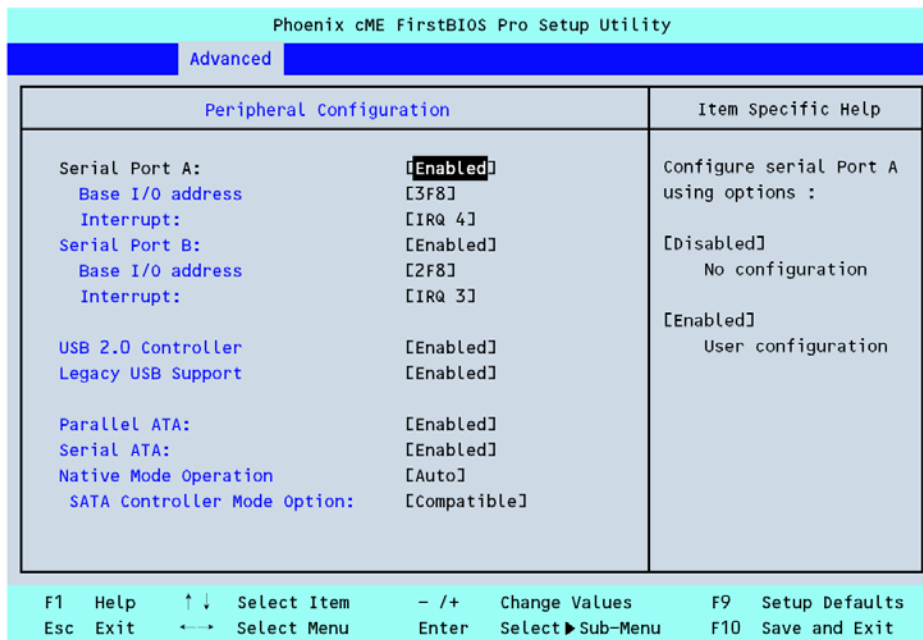 Phoenix cME FirstBIOS Pro Setup Utility
Advanced
Peripheral Configuration
Serial Port A: [Enabled]
Base I/O address [3F8]
Interrupt: [IRQ 4]
Serial Port B: [Enabled]
Base I/O address [2F8]
Interrupt: [IRQ 3]
USB 2.0 Controller [Enabled]
Legacy USB Support [Enabled]
Parallel ATA: [Enabled]
Serial ATA: [Enabled]
Native Mode Operation [Auto]
SATA Controller Mode Option: [Compatible]
Item Specific Help
Configure serial Port A
using options :
[Disabled]
No configuration
[Enabled]
User configuration
F1 Help ↑ ↓ Select Item – /+ Change Values F9 Setup Defaults
Esc Exit ←→ Select Menu Enter Select ▶ Sub-Menu F10 Save and Exit